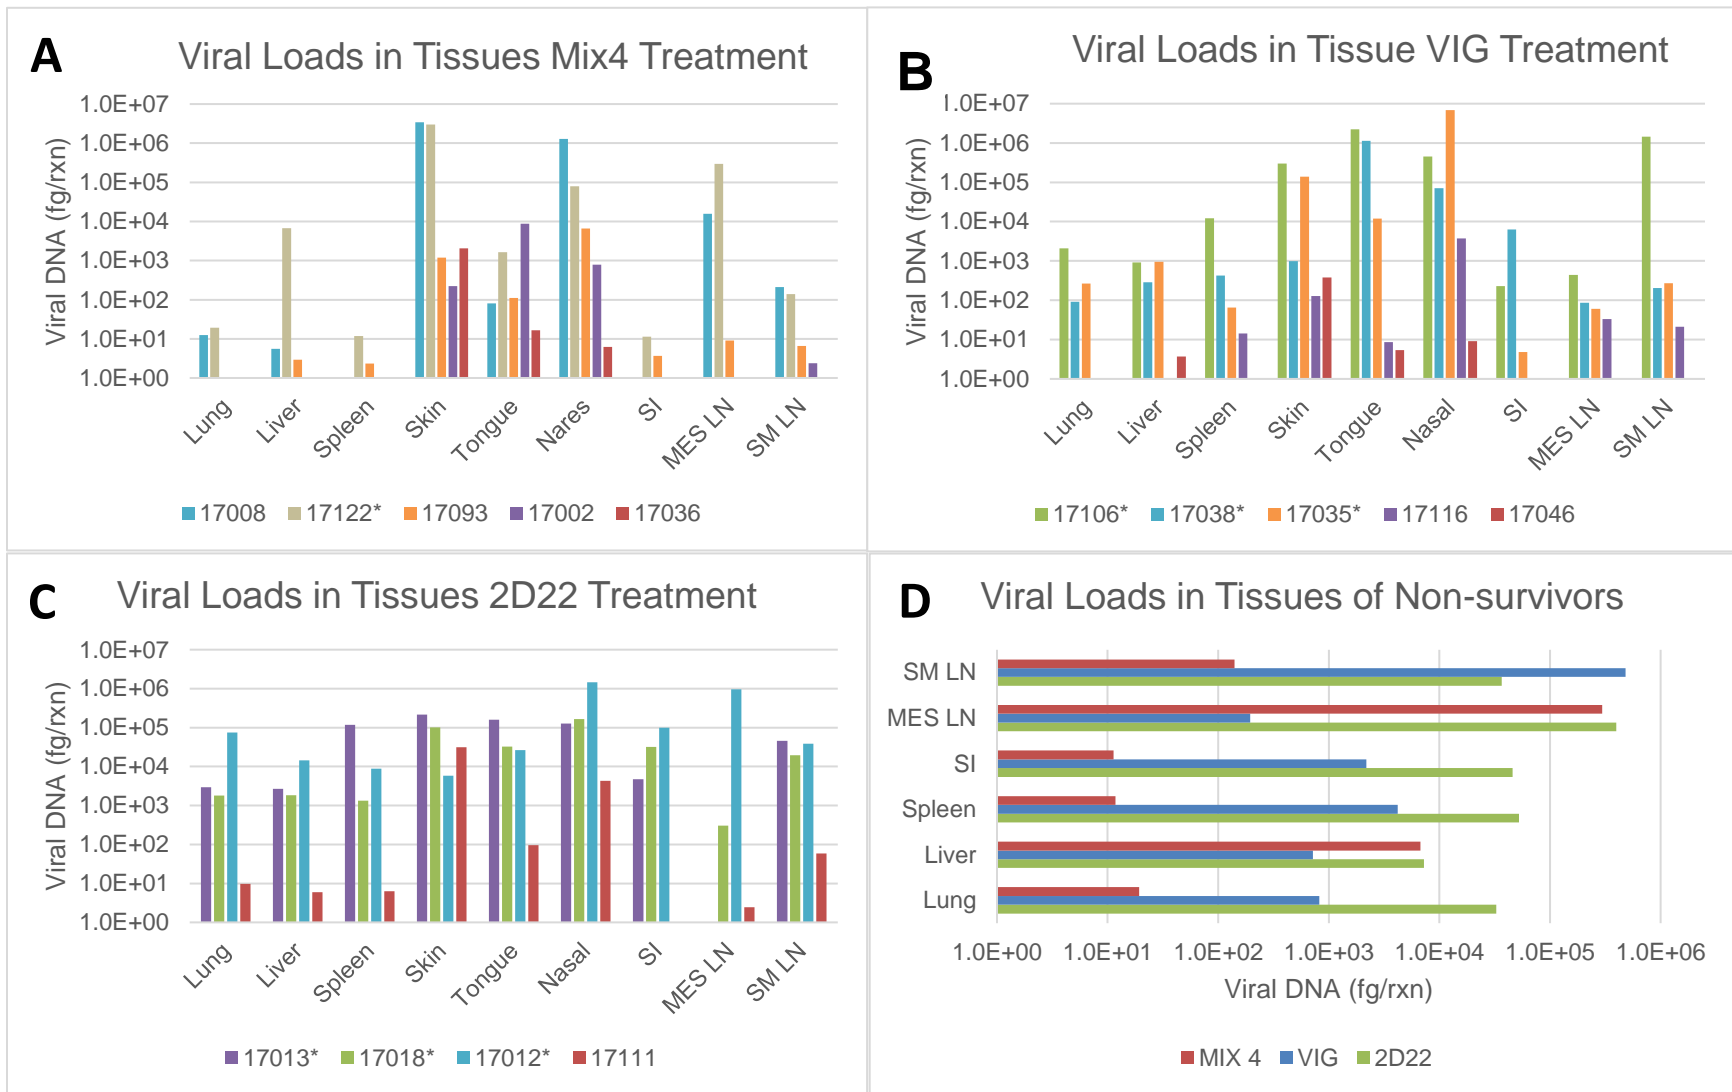 A
Viral Loads in Tissues Mix4 Treatment
Viral DNA (fg/rxn)
1.0E+07
1.0E+06
1.0E+05
1.0E+04
1.0E+03
1.0E+02
1.0E+01
1.0E+00
Lung Liver Spleen Skin Tongue Nares SI MES LN SM LN
17008 17122* 17093 17002 17036
B
Viral Loads in Tissue VIG Treatment
Viral DNA (fg/rxn)
1.0E+07
1.0E+06
1.0E+05
1.0E+04
1.0E+03
1.0E+02
1.0E+01
1.0E+00
Lung Liver Spleen Skin Tongue Nasal SI MES LN SM LN
17106* 17038* 17035* 17116 17046
C
Viral Loads in Tissues 2D22 Treatment
Viral DNA (fg/rxn)
1.0E+07
1.0E+06
1.0E+05
1.0E+04
1.0E+03
1.0E+02
1.0E+01
1.0E+00
Lung Liver Spleen Skin Tongue Nasal SI MES LN SM LN
17013* 17018* 17012* 17111
D
Viral Loads in Tissues of Non-survivors
SM LN
MES LN
SI
Spleen
Liver
Lung
1.0E+00 1.0E+01 1.0E+02 1.0E+03 1.0E+04 1.0E+05 1.0E+06
Viral DNA (fg/rxn)
MIX 4 VIG 2D22